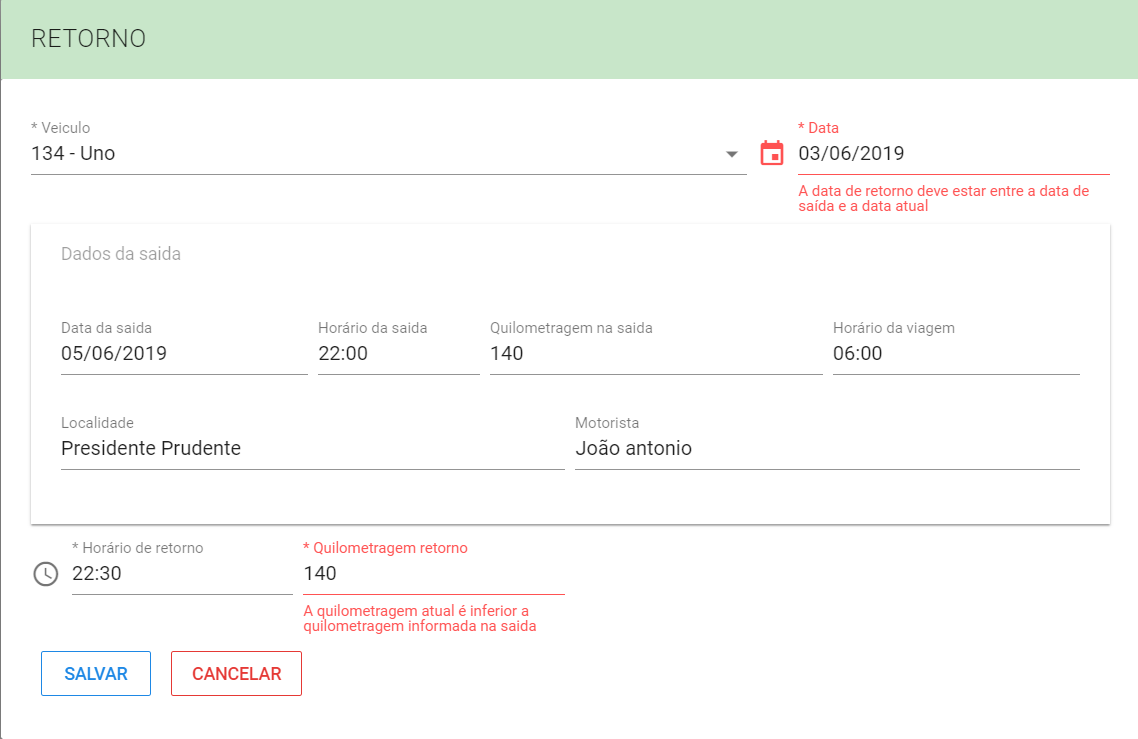 RETORNO
* Veiculo
134 - Uno
* Data
03/06/2019
A data de retorno deve estar entre a data de
saída e a data atual
Dados da saida
Data da saida
05/06/2019
Horário da saida
22:00
Quilometragem na saida
140
Horário da viagem
06:00
Localidade
Presidente Prudente
Motorista
João antonio
* Horário de retorno
22:30
* Quilometragem retorno
140
A quilometragem atual é inferior a
quilometragem informada na saida
SALVAR
CANCELAR